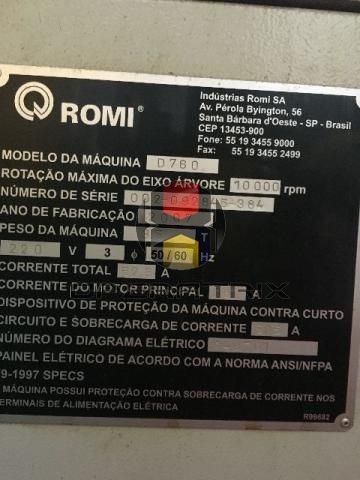 ROMI®
Indústrias Romi SA
Av. Pérola Byington, 56
Santa Bárbara d'Oeste - SP - Brasil
CEP 13453-900
Fone: 55 19 3455 9000
Fax: 55 19 3455 2499
MODELO DA MÁQUINA D760
ROTAÇÃO MÁXIMA DO EIXO ÁRVORE 10000 rpm
NÚMERO DE SÉRIE
ANO DE FABRICAÇÃO
PESO DA MÁQUINA T
220 V 3 ϕ 50/60 Hz
CORRENTE TOTAL A
CORRENTE DO MOTOR PRINCIPAL A
DISPOSITIVO DE PROTEÇÃO DA MÁQUINA CONTRA CURTO
CIRCUITO E SOBRECARGA DE CORRENTE A
NÚMERO DO DIAGRAMA ELÉTRICO
PAINEL ELÉTRICO DE ACORDO COM A NORMA ANSI/NFPA
9-1997 SPECS
MÁQUINA POSSUI PROTEÇÃO CONTRA SOBRECARGA DE CORRENTE NOS
TERMINAIS DE ALIMENTAÇÃO ELÉTRICA
R99682